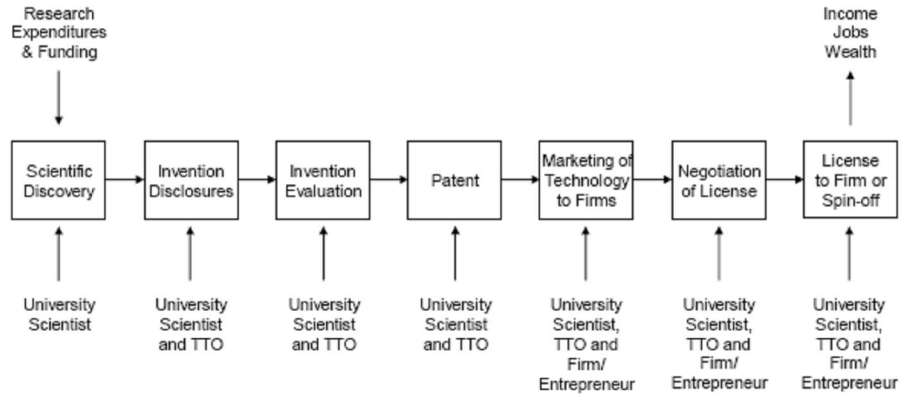 Research
Expenditures
& Funding
Income
Jobs
Wealth
Scientific
Discovery
Invention
Disclosures
Invention
Evaluation
Patent
Marketing of
Technology
to Firms
Negotiation
of License
License
to Firm or
Spin-off
University
Scientist
University
Scientist
and TTO
University
Scientist
and TTO
University
Scientist
and TTO
University
Scientist,
TTO and
Firm/
Entrepreneur
University
Scientist,
TTO and
Firm/
Entrepreneur
University
Scientist,
TTO and
Firm/
Entrepreneur